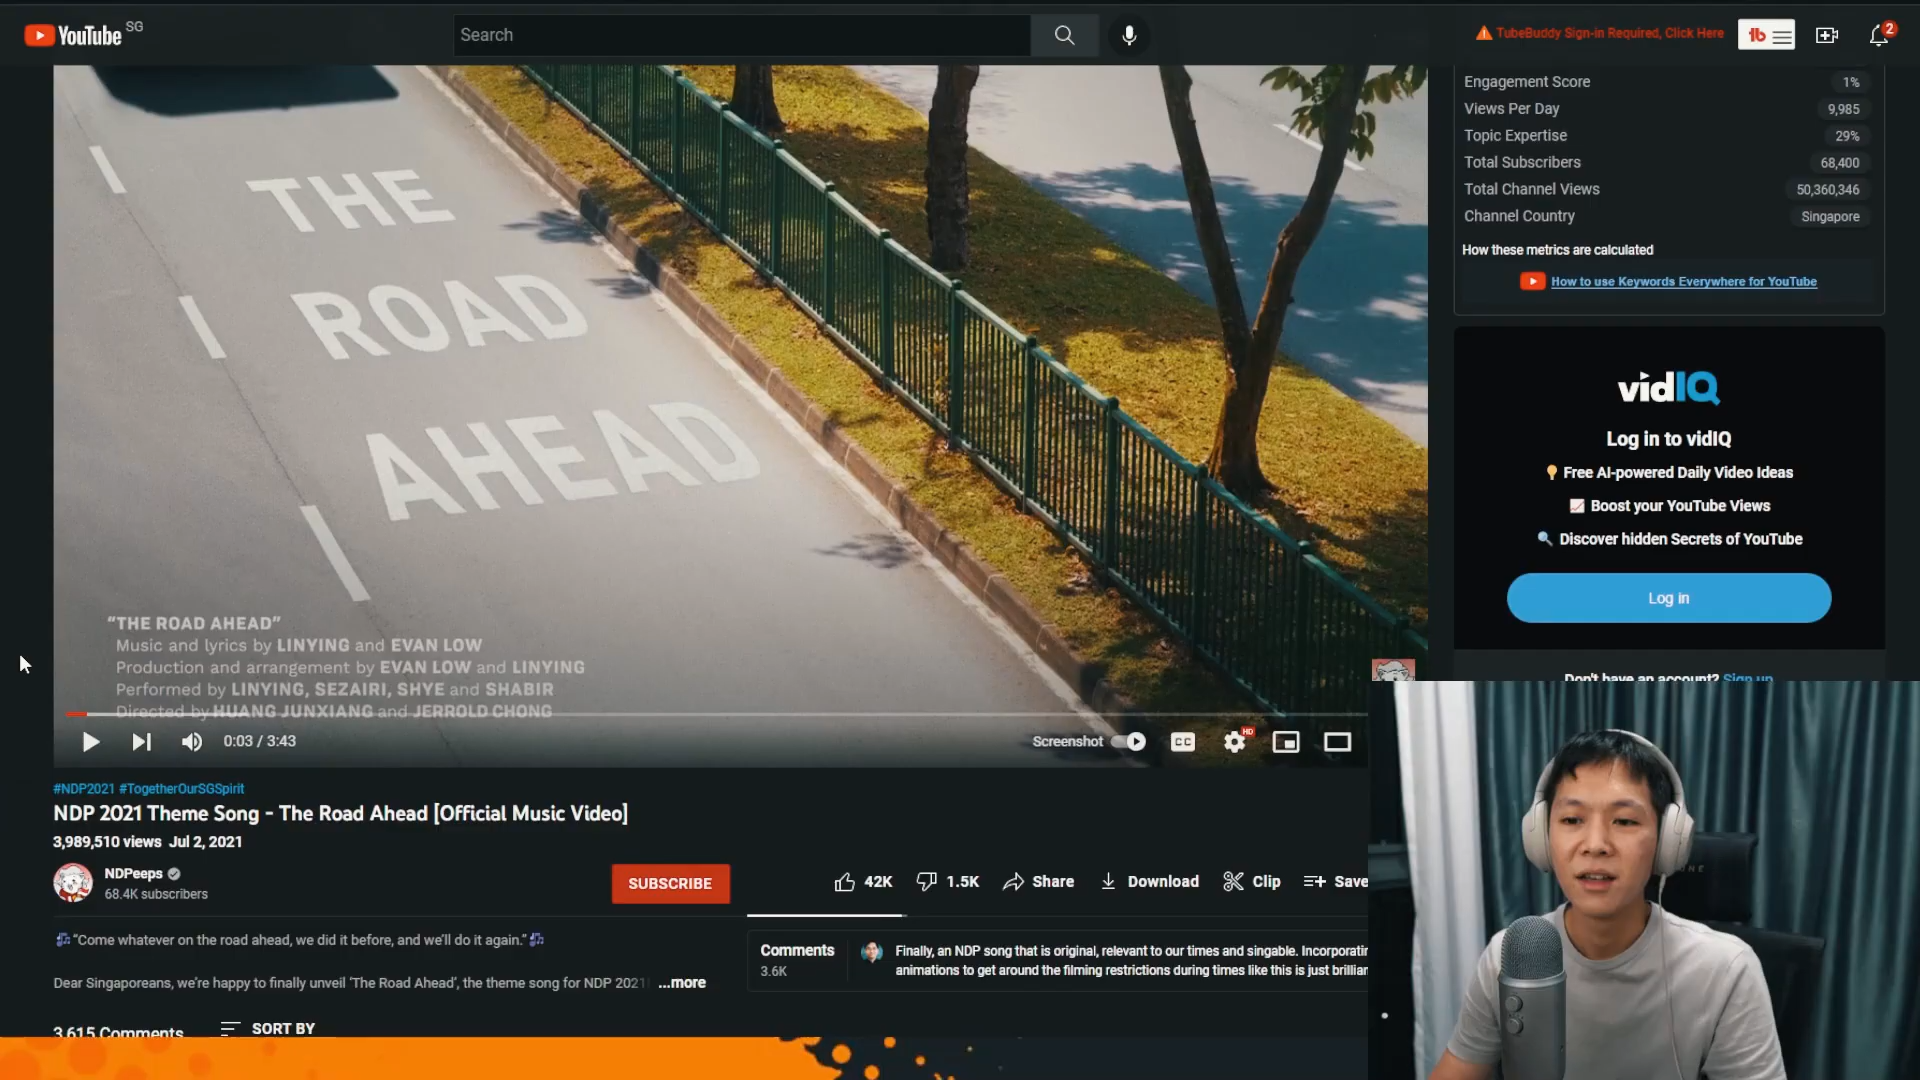 YouTube SG
Search
TubeBuddy Sign-in Required, Click Here
tb
2
Engagement Score 1%
Views Per Day 9,985
Topic Expertise 29%
Total Subscribers 68,400
Total Channel Views 50,360,346
Channel Country Singapore
How these metrics are calculated
How to use Keywords Everywhere for YouTube
vidIQ
Log in to vidIQ
Free AI-powered Daily Video Ideas
Boost your YouTube Views
Discover hidden Secrets of YouTube
Log in
Don't have an account? Sign up
THE
ROAD
AHEAD
“THE ROAD AHEAD”
Music and lyrics by LINYING and EVAN LOW
Production and arrangement by EVAN LOW and LINYING
Performed by LINYING, SEZAIRI, SHYE and SHABIR
Directed by HUANG JUNXIANG and JERROLD CHONG
0:03 / 3:43
Screenshot
CC
HD
#NDP2021 #TogetherOurSGSpirit
NDP 2021 Theme Song - The Road Ahead [Official Music Video]
3,989,510 views Jul 2, 2021
NDPeeps
68.4K subscribers
SUBSCRIBE
42K
1.5K
Share
Download
Clip
Save
“Come whatever on the road ahead, we did it before, and we’ll do it again.”
Dear Singaporeans, we’re happy to finally unveil ‘The Road Ahead’, the theme song for NDP 2021 ...more
Comments
3.6K
Finally, an NDP song that is original, relevant to our times and singable. Incorporatin
animations to get around the filming restrictions during times like this is just brillian
3,615 Comments
SORT BY